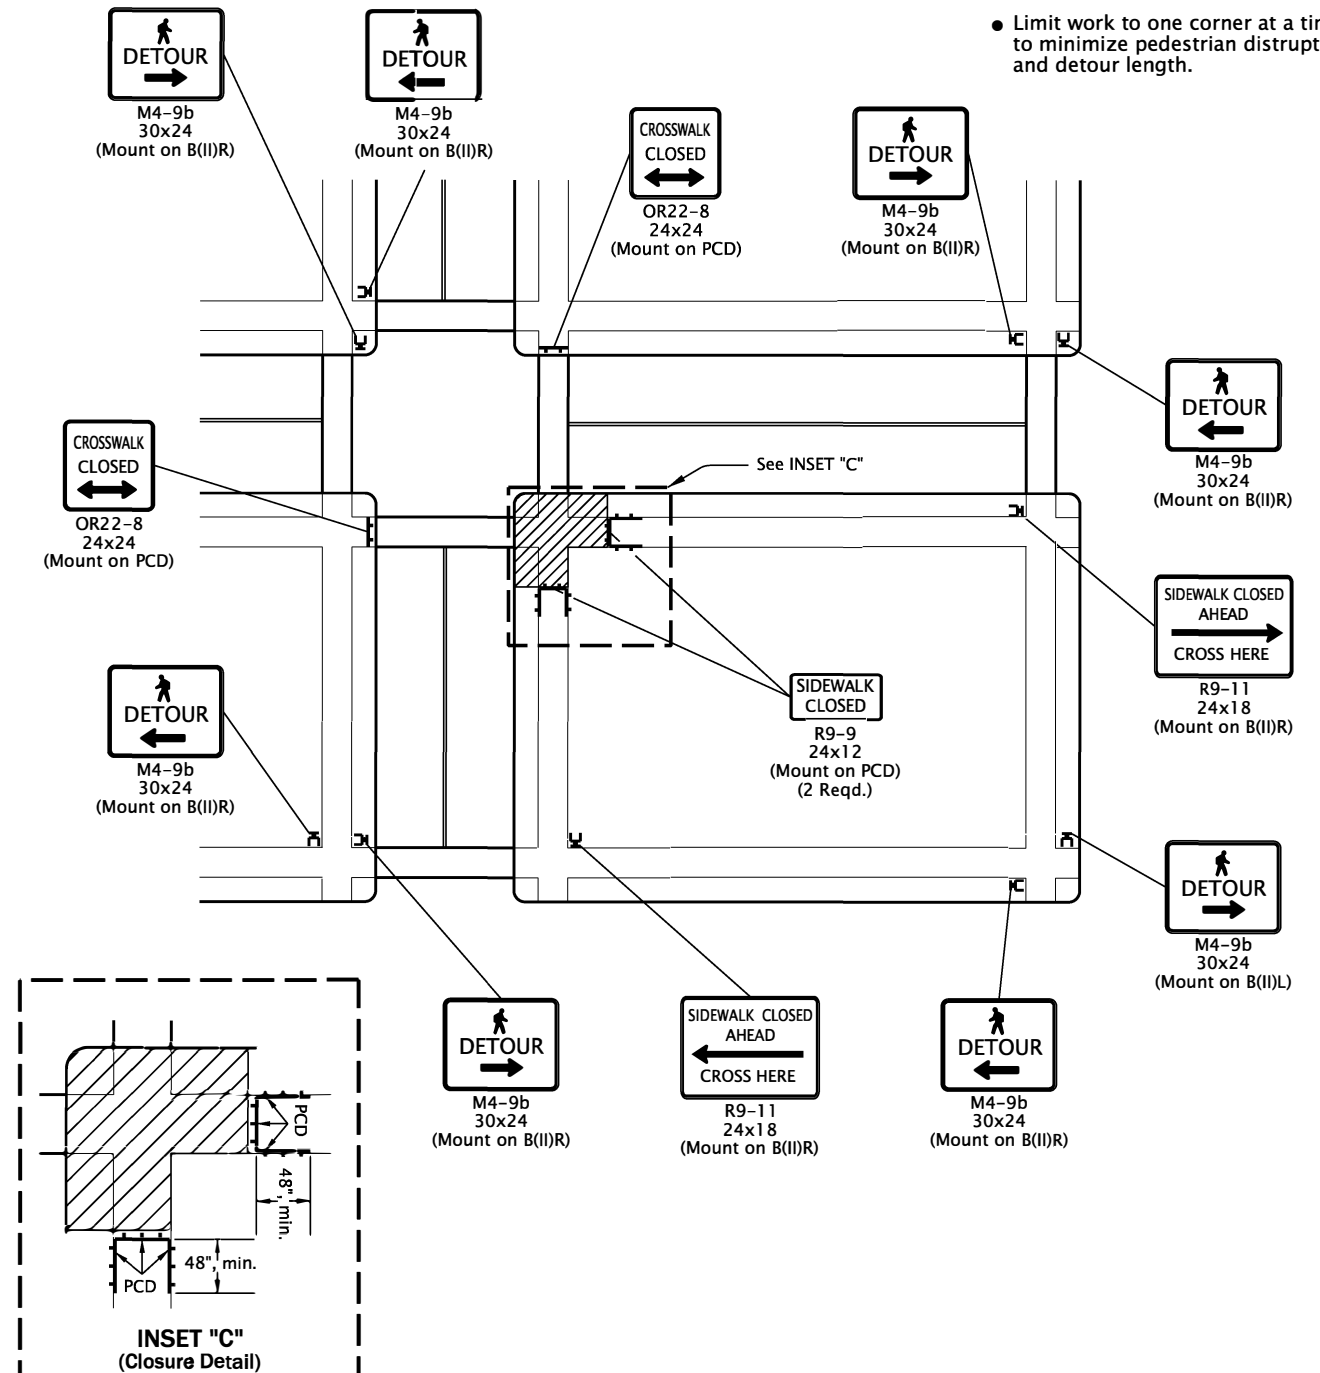 ● Limit work to one corner at a
to minimize pedestrian
and detour length.
DETOUR
M4-9b
30x24
(Mount on B(II)R)
DETOUR
M4-9b
30x24
(Mount on B(II)R)
CROSSWALK
CLOSED
OR22-8
24x24
(Mount on PCD)
DETOUR
M4-9b
30x24
(Mount on B(II)R)
DETOUR
M4-9b
30x24
(Mount on B(II)R)
CROSSWALK
CLOSED
OR22-8
24x24
(Mount on PCD)
See INSET "C"
SIDEWALK CLOSED
AHEAD
CROSS HERE
R9-11
24x18
(Mount on B(II)R)
SIDEWALK
CLOSED
R9-9
24x12
(Mount on PCD)
(2 Reqd.)
DETOUR
M4-9b
30x24
(Mount on B(II)R)
DETOUR
M4-9b
30x24
(Mount on B(II)L)
DETOUR
M4-9b
30x24
(Mount on B(II)R)
SIDEWALK CLOSED
AHEAD
CROSS HERE
R9-11
24x18
(Mount on B(II)R)
DETOUR
M4-9b
30x24
(Mount on B(II)R)
PCD
48", min.
48", min.
PCD
INSET "C"
(Closure Detail)